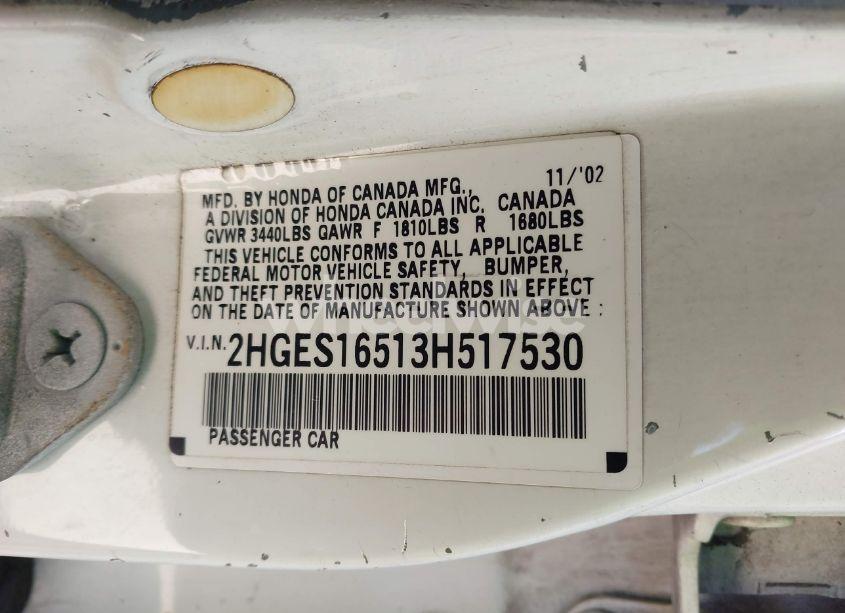 11/'02
MFD. BY HONDA OF CANADA MFG.,
A DIVISION OF HONDA CANADA INC, CANADA
GVWR 3440LBS GAWR F 1810LBS R 1680LBS
THIS VEHICLE CONFORMS TO ALL APPLICABLE
FEDERAL MOTOR VEHICLE SAFETY, BUMPER,
AND THEFT PREVENTION STANDARDS IN EFFECT
ON THE DATE OF MANUFACTURE SHOWN ABOVE :
V.I.N. 2HGES16513H517530
PASSENGER CAR